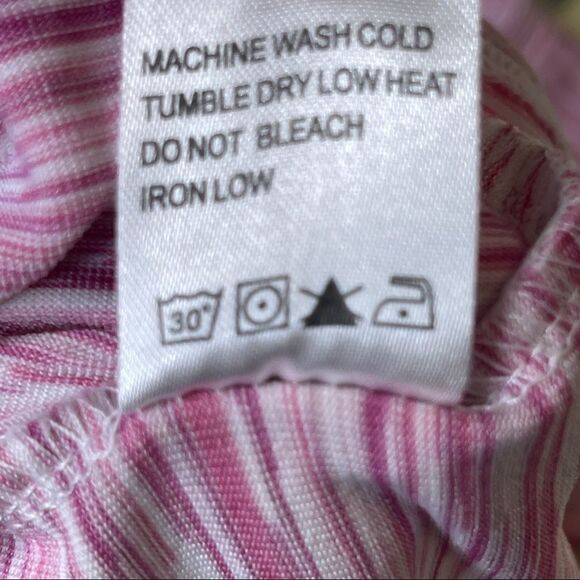 MACHINE WASH COLD
TUMBLE DRY LOW HEAT
DO NOT BLEACH
IRON LOW
30°